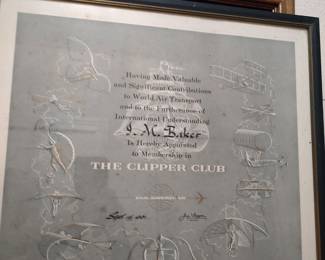 Having Made Valuable
and Significant Contributions
to World Air Transport
and to the Furtherance of
International Understanding
J. M. Baker
Is Hereby Appointed
to Membership in
THE CLIPPER CLUB